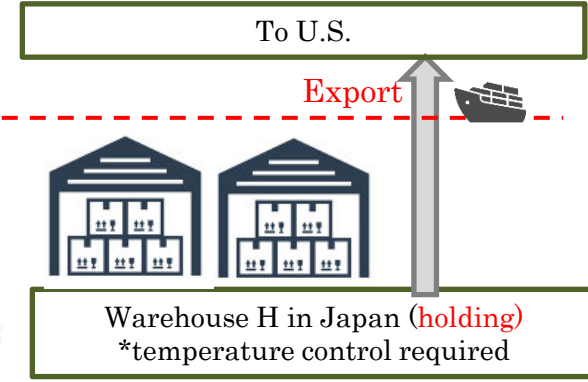 To U.S.
Export
Warehouse H in Japan (holding)
*temperature control required